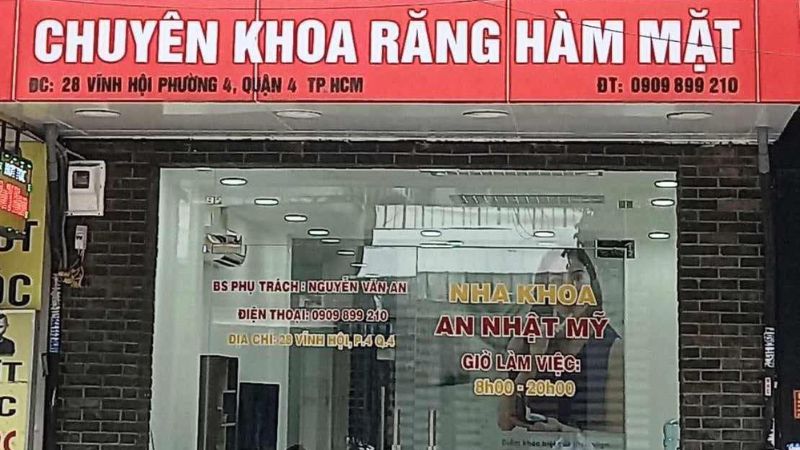 CHUYÊN KHOA RĂNG HÀM MẶT
ĐC: 28 VĨNH HỘI PHƯỜNG 4, QUẬN 4 TP.HCM
ĐT: 0909 899 210
BS PHỤ TRÁCH : NGUYỄN VĂN AN
ĐIỆN THOẠI: 0909 899 210
ĐỊA CHỈ: 28 VĨNH HỘI, P.4 Q.4
NHA KHOA
AN NHẬT MỸ
GIỜ LÀM VIỆC:
8h00 - 20h00